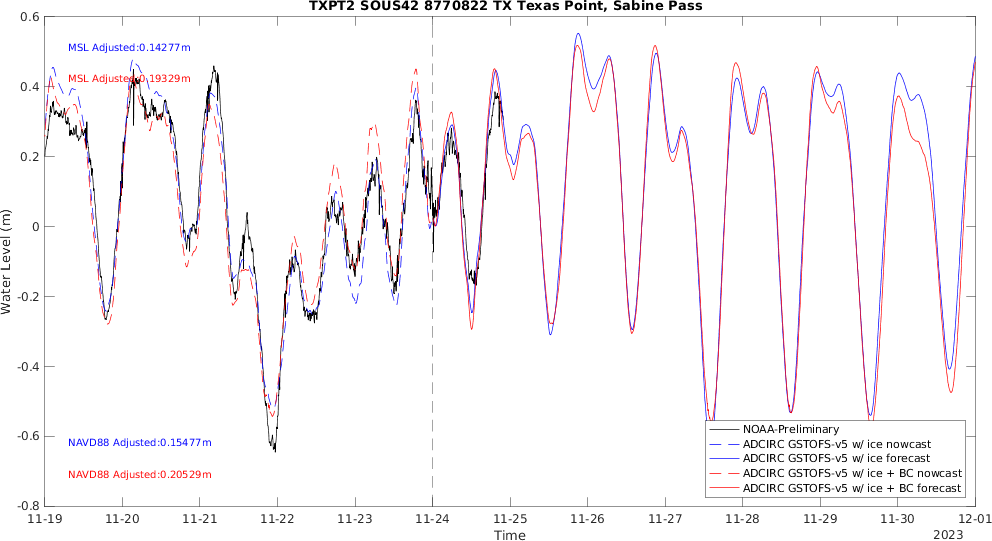 TXPT2 SOUS42 8770822 TX Texas Point, Sabine Pass
Water Level (m)
0.6
0.4
0.2
0
-0.2
-0.4
-0.6
-0.8
MSL Adjusted:0.14277m
MSL Adjusted:0.19329m
NAVD88 Adjusted:0.15477m
NAVD88 Adjusted:0.20529m
NOAA-Preliminary
ADCIRC GSTOFS-v5 w/ ice nowcast
ADCIRC GSTOFS-v5 w/ ice forecast
ADCIRC GSTOFS-v5 w/ ice + BC nowcast
ADCIRC GSTOFS-v5 w/ ice + BC forecast
11-19 11-20 11-21 11-22 11-23 11-24 11-25 11-26 11-27 11-28 11-29 11-30 12-01
Time
2023